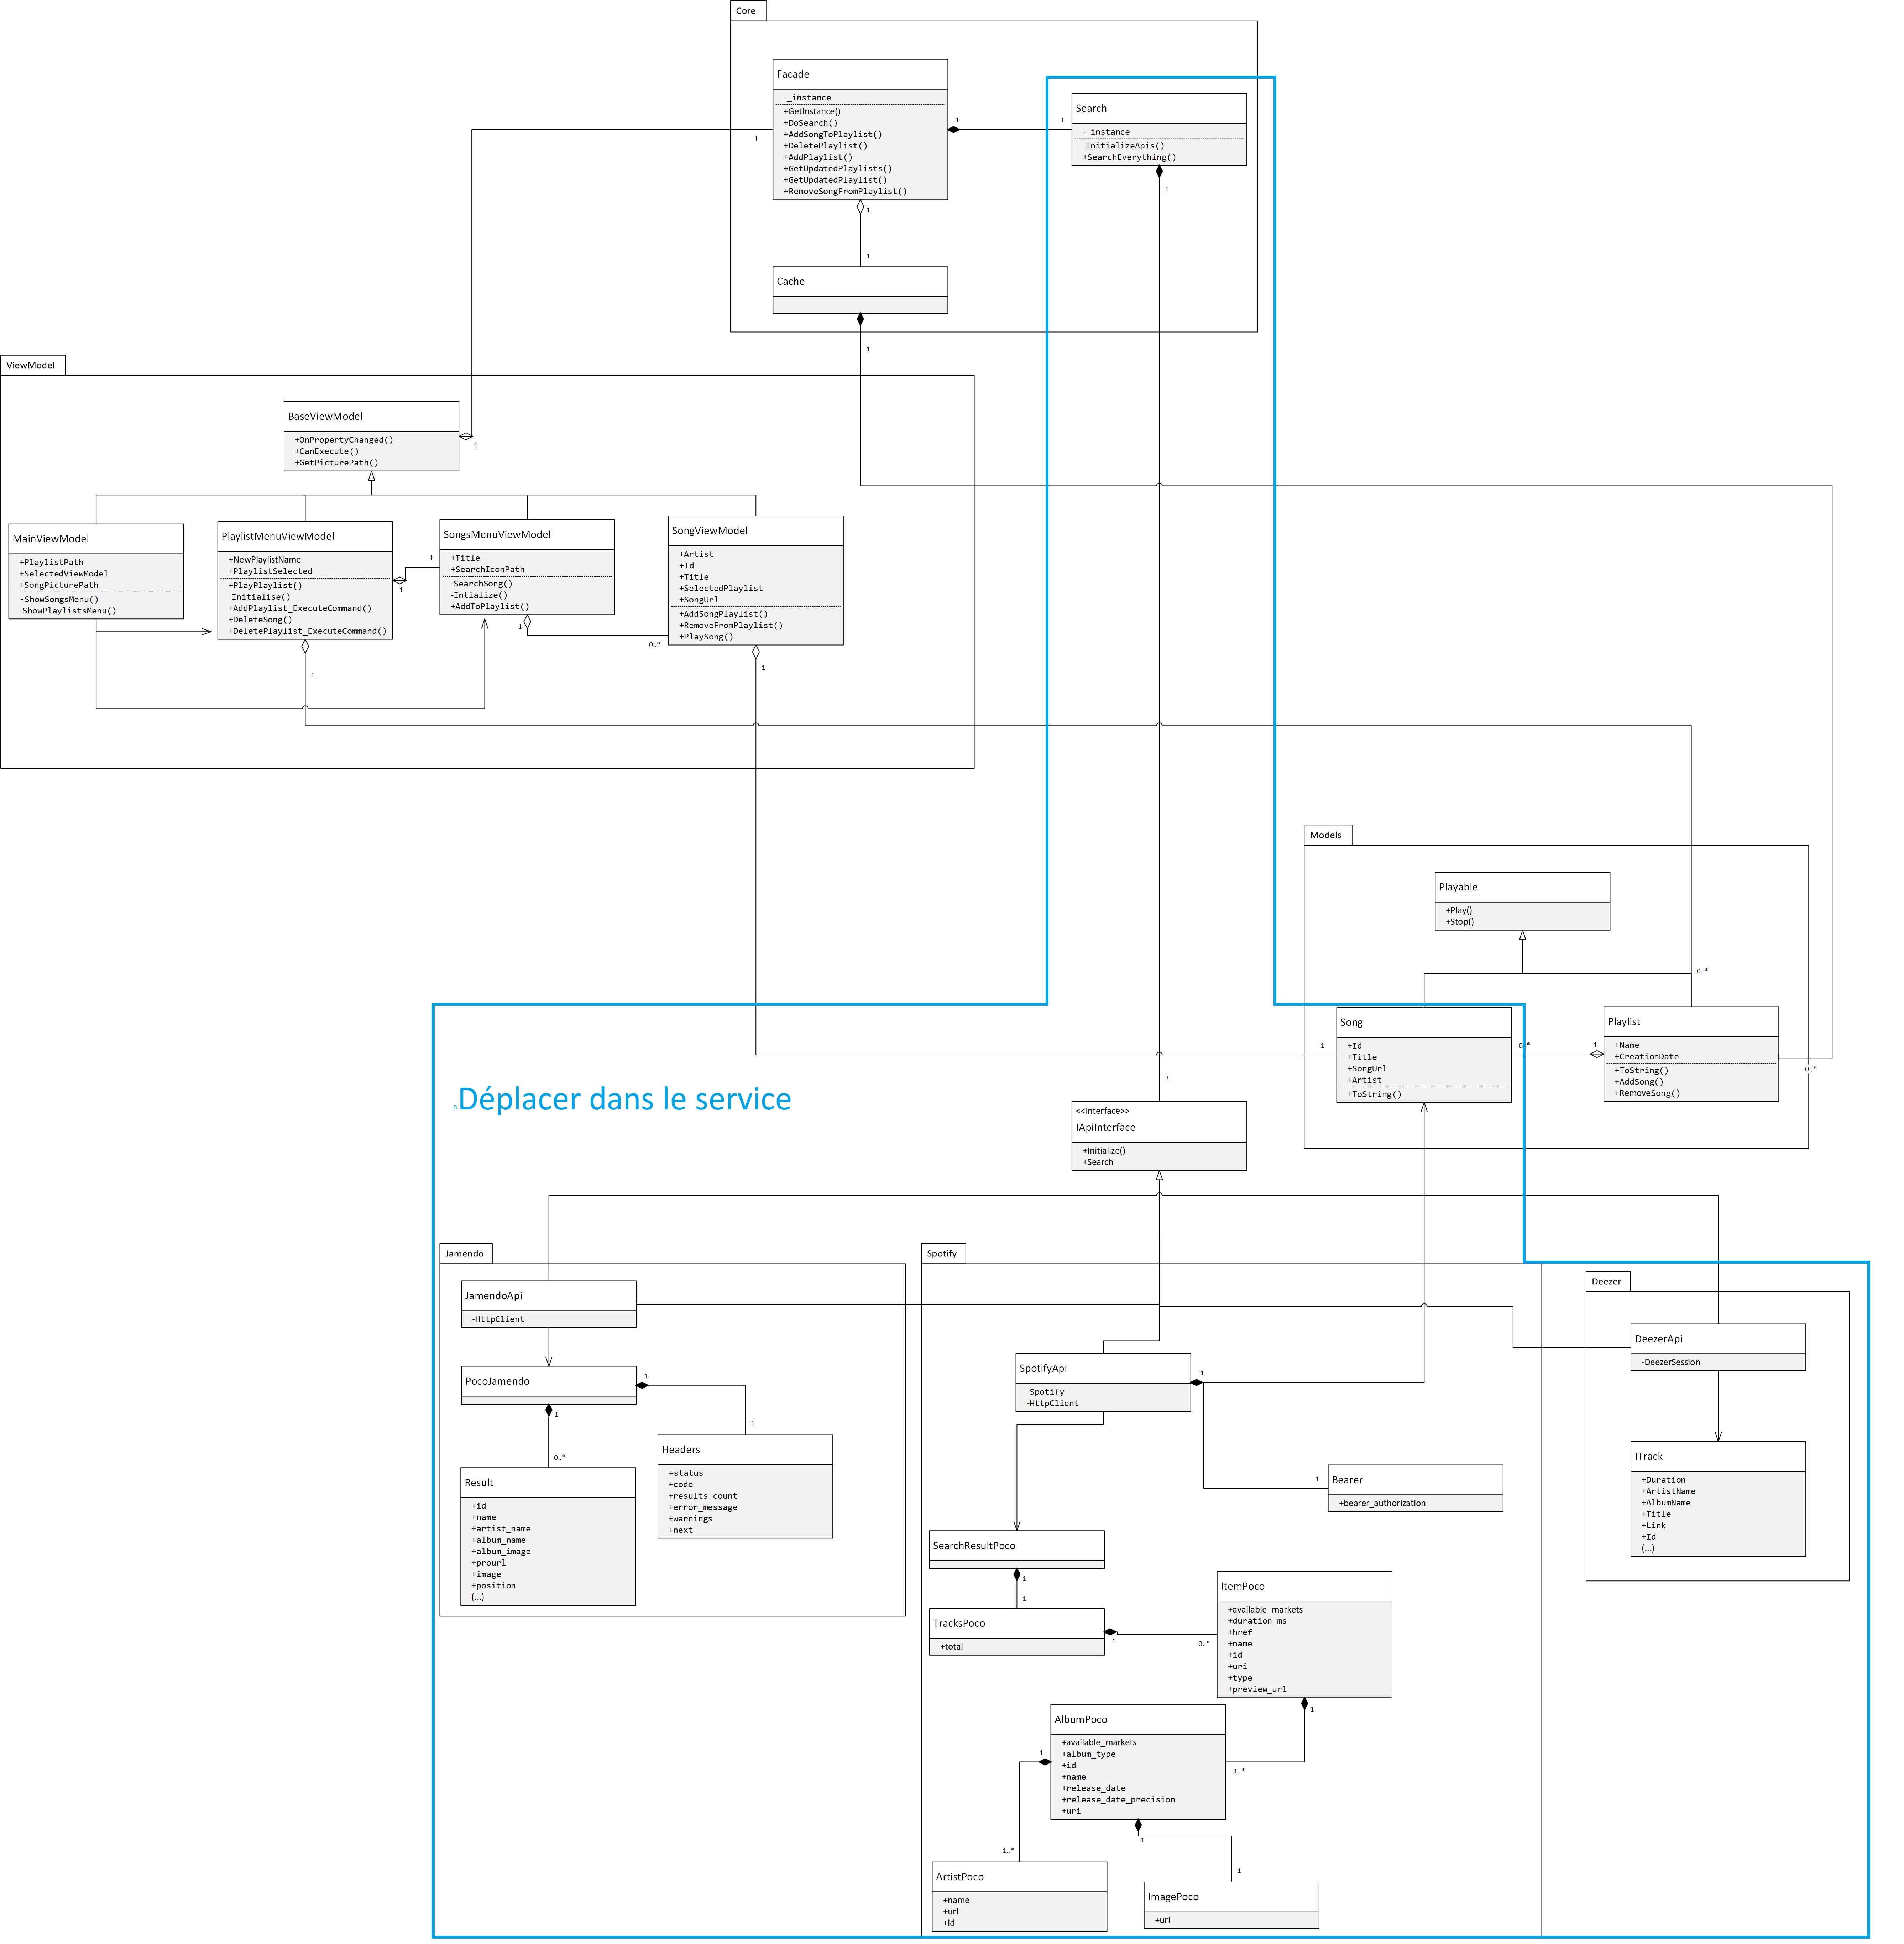 Core
Facade
-_instance
+GetInstance()
+DoSearch()
+AddSongToPlaylist()
+DeletePlaylist()
+AddPlaylist()
+GetUpdatedPlaylists()
+GetUpdatedPlaylist()
+RemoveSongFromPlaylist()
1
1
1
Search
-_instance
-InitializeApis()
+SearchEverything()
1
1
1
Cache
1
ViewModel
BaseViewModel
+OnPropertyChanged()
+CanExecute()
+GetPicturePath()
1
MainViewModel
+PlaylistPath
+SelectedViewModel
+SongPicturePath
-ShowSongsMenu()
-ShowPlaylistsMenu()
PlaylistMenuViewModel
+NewPlaylistName
+PlaylistSelected
+PlayPlaylist()
-Initialise()
+AddPlaylist_ExecuteCommand()
+DeleteSong()
+DeletePlaylist_ExecuteCommand()
1
1
1
SongsMenuViewModel
+Title
+SearchIconPath
-SearchSong()
-Intialize()
+AddToPlaylist()
1
0..*
SongViewModel
+Artist
+Id
+Title
+SelectedPlaylist
+SongUrl
+AddSongPlaylist()
+RemoveFromPlaylist()
+PlaySong()
1
Models
Playable
+Play()
+Stop()
0..*
Song
+Id
+Title
+SongUrl
+Artist
+ToString()
1
0..*
1
Playlist
+Name
+CreationDate
+ToString()
+AddSong()
+RemoveSong()
0..*
DDéplacer dans le service
3
<<Interface>>
IApiInterface
+Initialize()
+Search
Jamendo
JamendoApi
-HttpClient
PocoJamendo
1
1
1
0..*
Headers
+status
+code
+results_count
+error_message
+warnings
+next
Result
+id
+name
+artist_name
+album_name
+album_image
+prourl
+image
+position
(...)
Spotify
SpotifyApi
-Spotify
-HttpClient
1
1
Bearer
+bearer_authorization
SearchResultPoco
1
1
TracksPoco
+total
1
0..*
ItemPoco
+available_markets
+duration_ms
+href
+name
+id
+uri
+type
+preview_url
1
1..*
AlbumPoco
+available_markets
+album_type
+id
+name
+release_date
+release_date_precision
+uri
1
1
1..*
1
ArtistPoco
+name
+url
+id
ImagePoco
+url
Deezer
DeezerApi
-DeezerSession
ITrack
+Duration
+ArtistName
+AlbumName
+Title
+Link
+Id
(...)